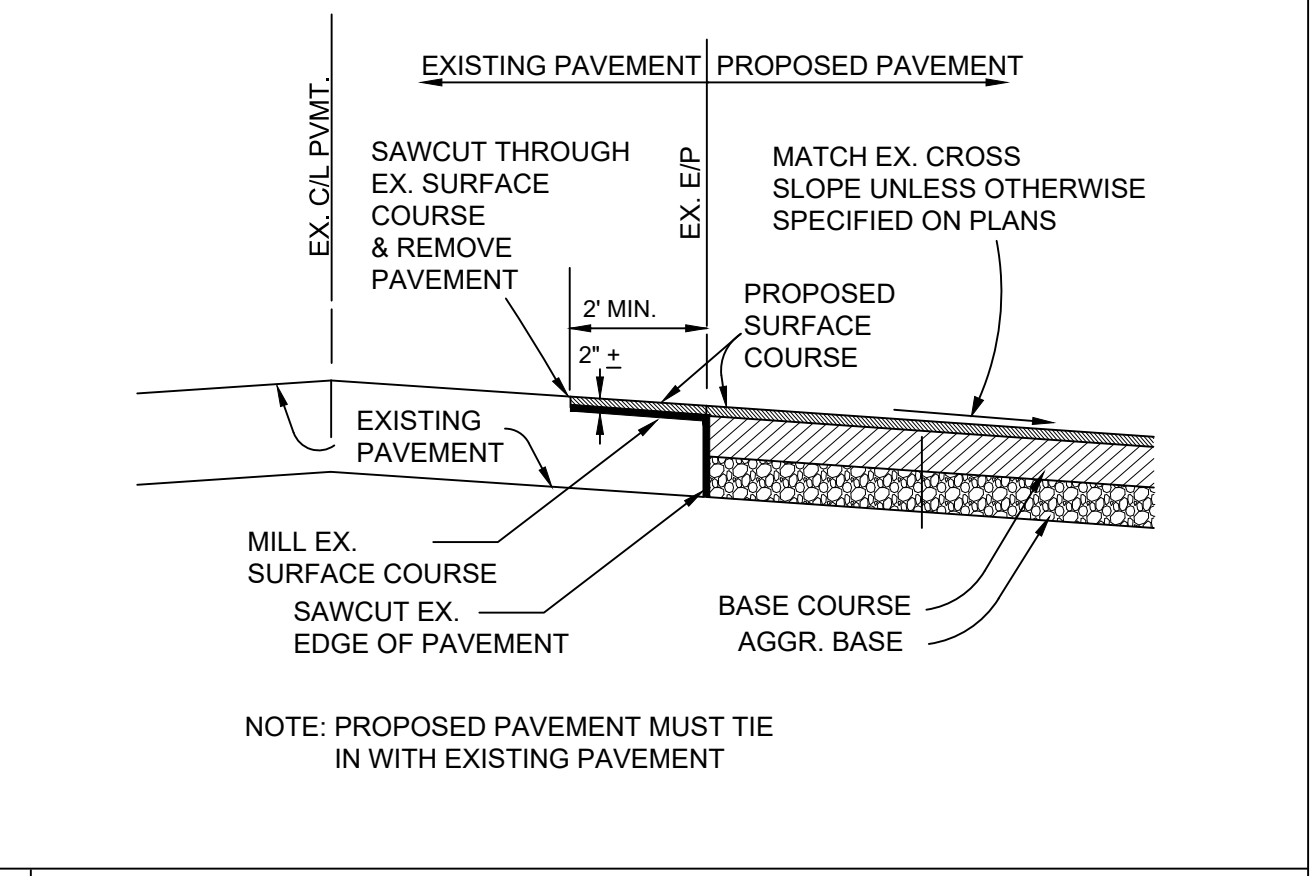 EXISTING PAVEMENT
PROPOSED PAVEMENT
EX. C/L PVMT.
SAWCUT THROUGH
EX. SURFACE
COURSE
& REMOVE
PAVEMENT
EX. E/P
MATCH EX. CROSS
SLOPE UNLESS OTHERWISE
SPECIFIED ON PLANS
2' MIN.
2" ±
PROPOSED
SURFACE
COURSE
EXISTING
PAVEMENT
MILL EX.
SURFACE COURSE
SAWCUT EX.
EDGE OF PAVEMENT
BASE COURSE
AGGR. BASE
NOTE: PROPOSED PAVEMENT MUST TIE
IN WITH EXISTING PAVEMENT